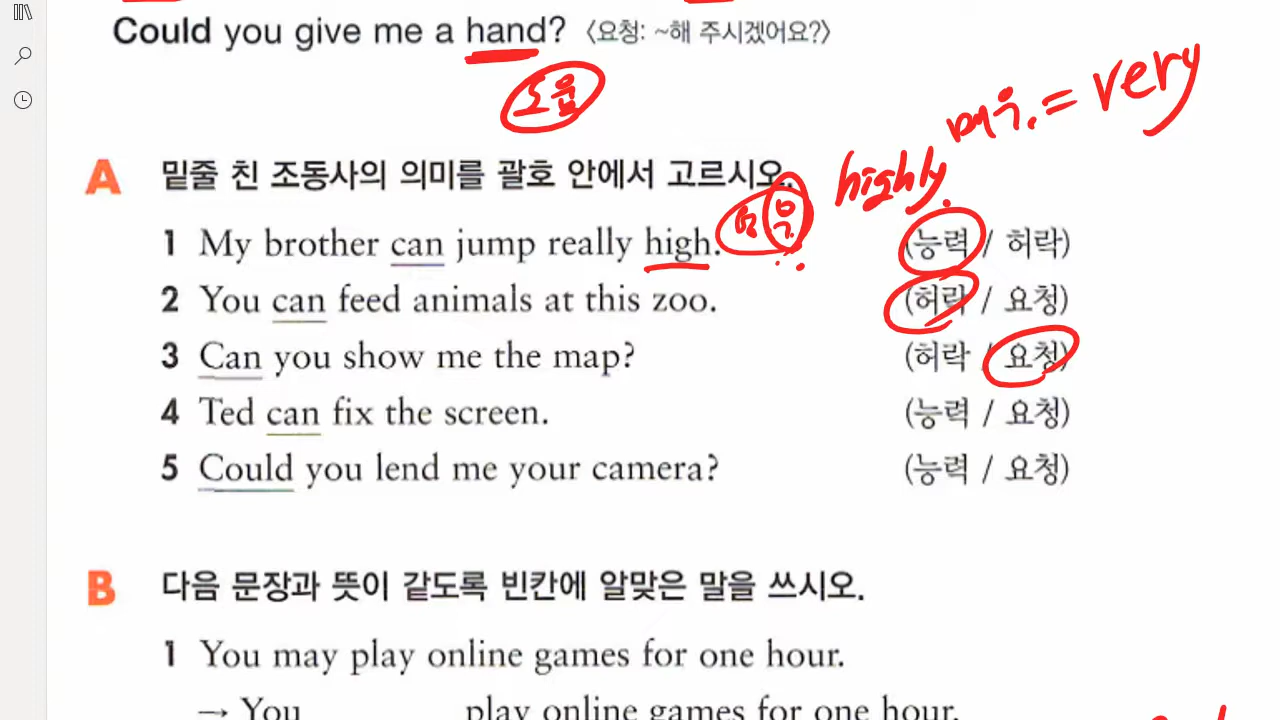 Could you give me a hand? 〈요청: ~해 주시겠어요?〉
도움
매우. = very
A 밑줄 친 조동사의 의미를 괄호 안에서 고르시오.
highly.
1 My brother can jump really high. (능력 / 허락)
2 You can feed animals at this zoo. (허락 / 요청)
3 Can you show me the map? (허락 / 요청)
4 Ted can fix the screen. (능력 / 요청)
5 Could you lend me your camera? (능력 / 요청)
B 다음 문장과 뜻이 같도록 빈칸에 알맞은 말을 쓰시오.
1 You may play online games for one hour.
→ You play online games for one hour.